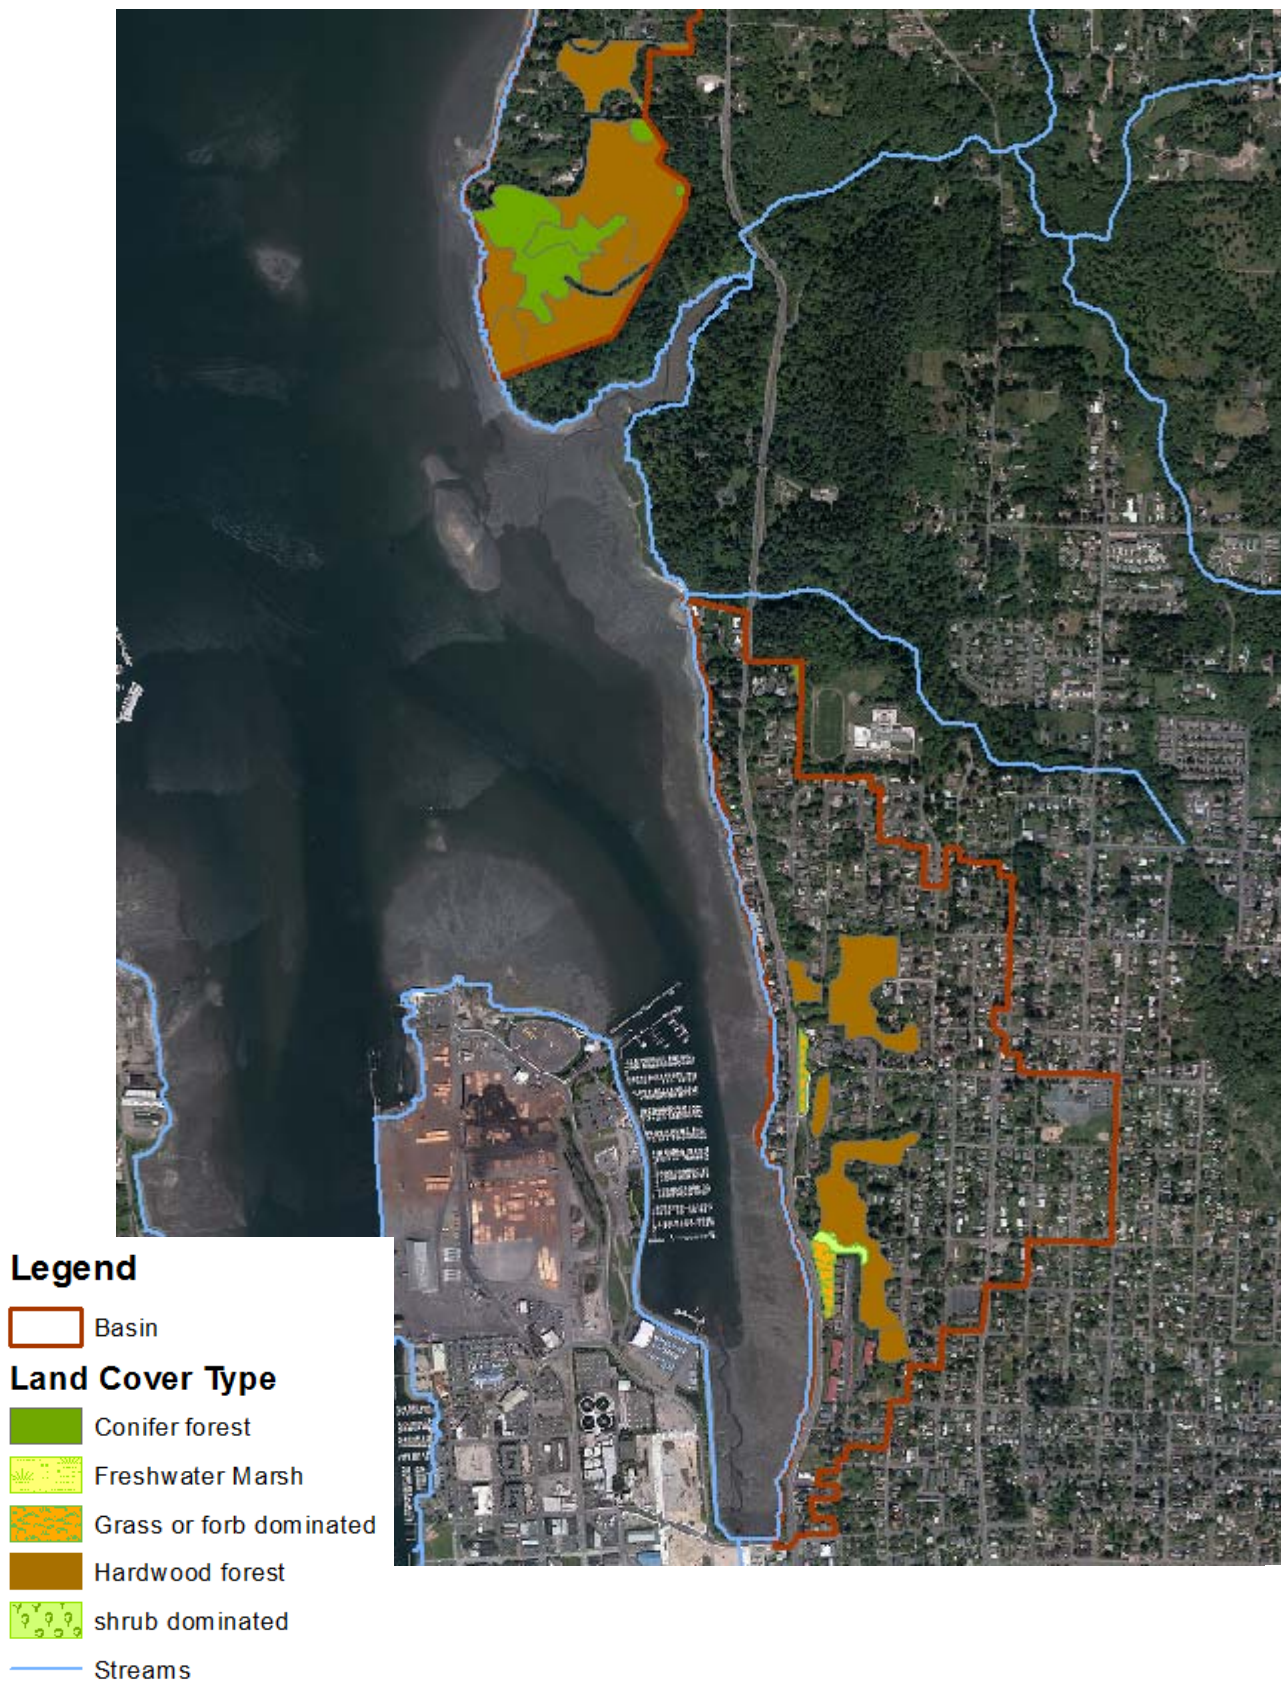 Legend
Basin
Land Cover Type
Conifer forest
Freshwater Marsh
Grass or forb dominated
Hardwood forest
shrub dominated
Streams